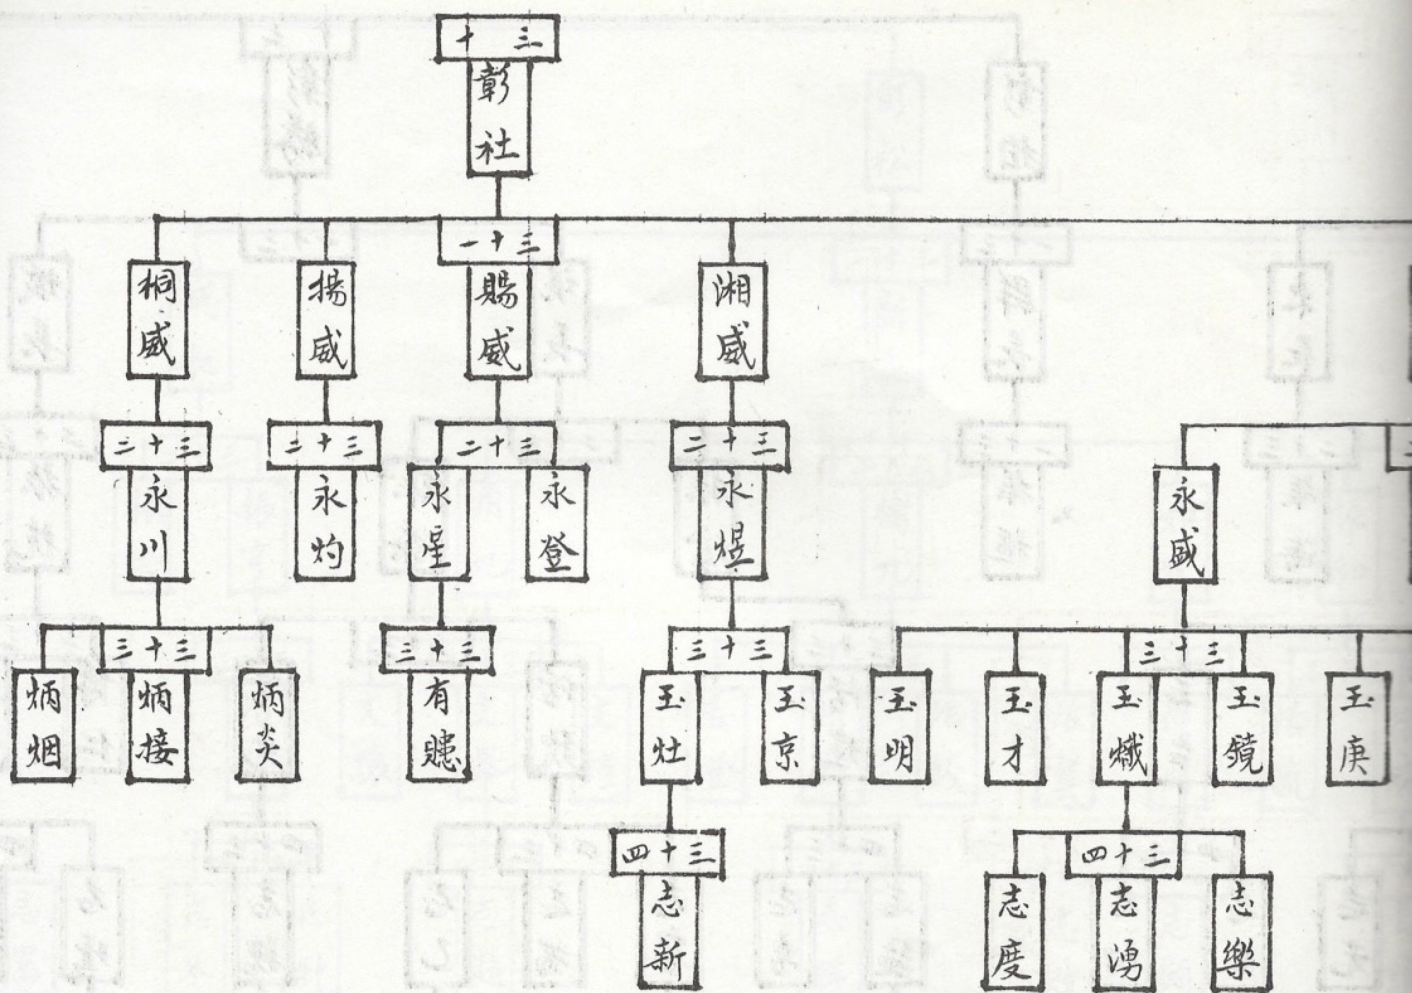 三十
彰社
三十一
湘威
賜威
揚威
桐威
三十二
三十二
三十二
三十二
永盛
永煜
永登
永星
永灼
永川
三十三
三十三
三十三
三十三
玉庚
玉鏡
玉熾
玉才
玉明
玉京
玉灶
有
炳炎
炳接
炳烟
三十四
三十四
志樂
志湧
志度
志新